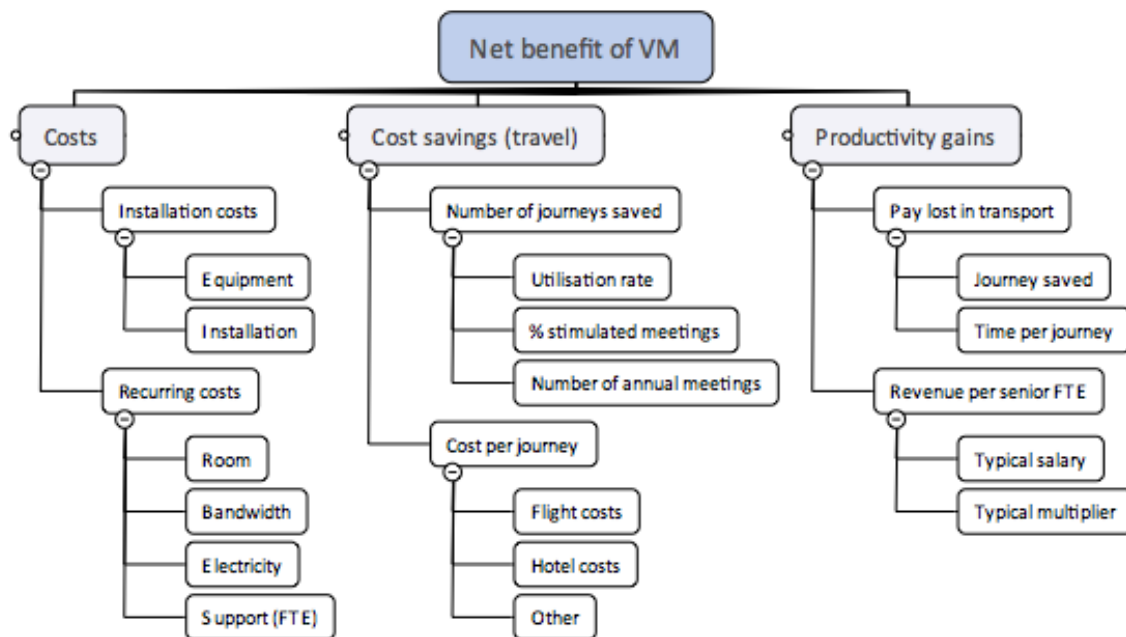 Net benefit of VM
Costs
Installation costs
Equipment
Installation
Recurring costs
Room
Bandwidth
Electricity
Support (FTE)
Cost savings (travel)
Number of journeys saved
Utilisation rate
% stimulated meetings
Number of annual meetings
Cost per journey
Flight costs
Hotel costs
Other
Productivity gains
Pay lost in transport
Journey saved
Time per journey
Revenue per senior FTE
Typical salary
Typical multiplier